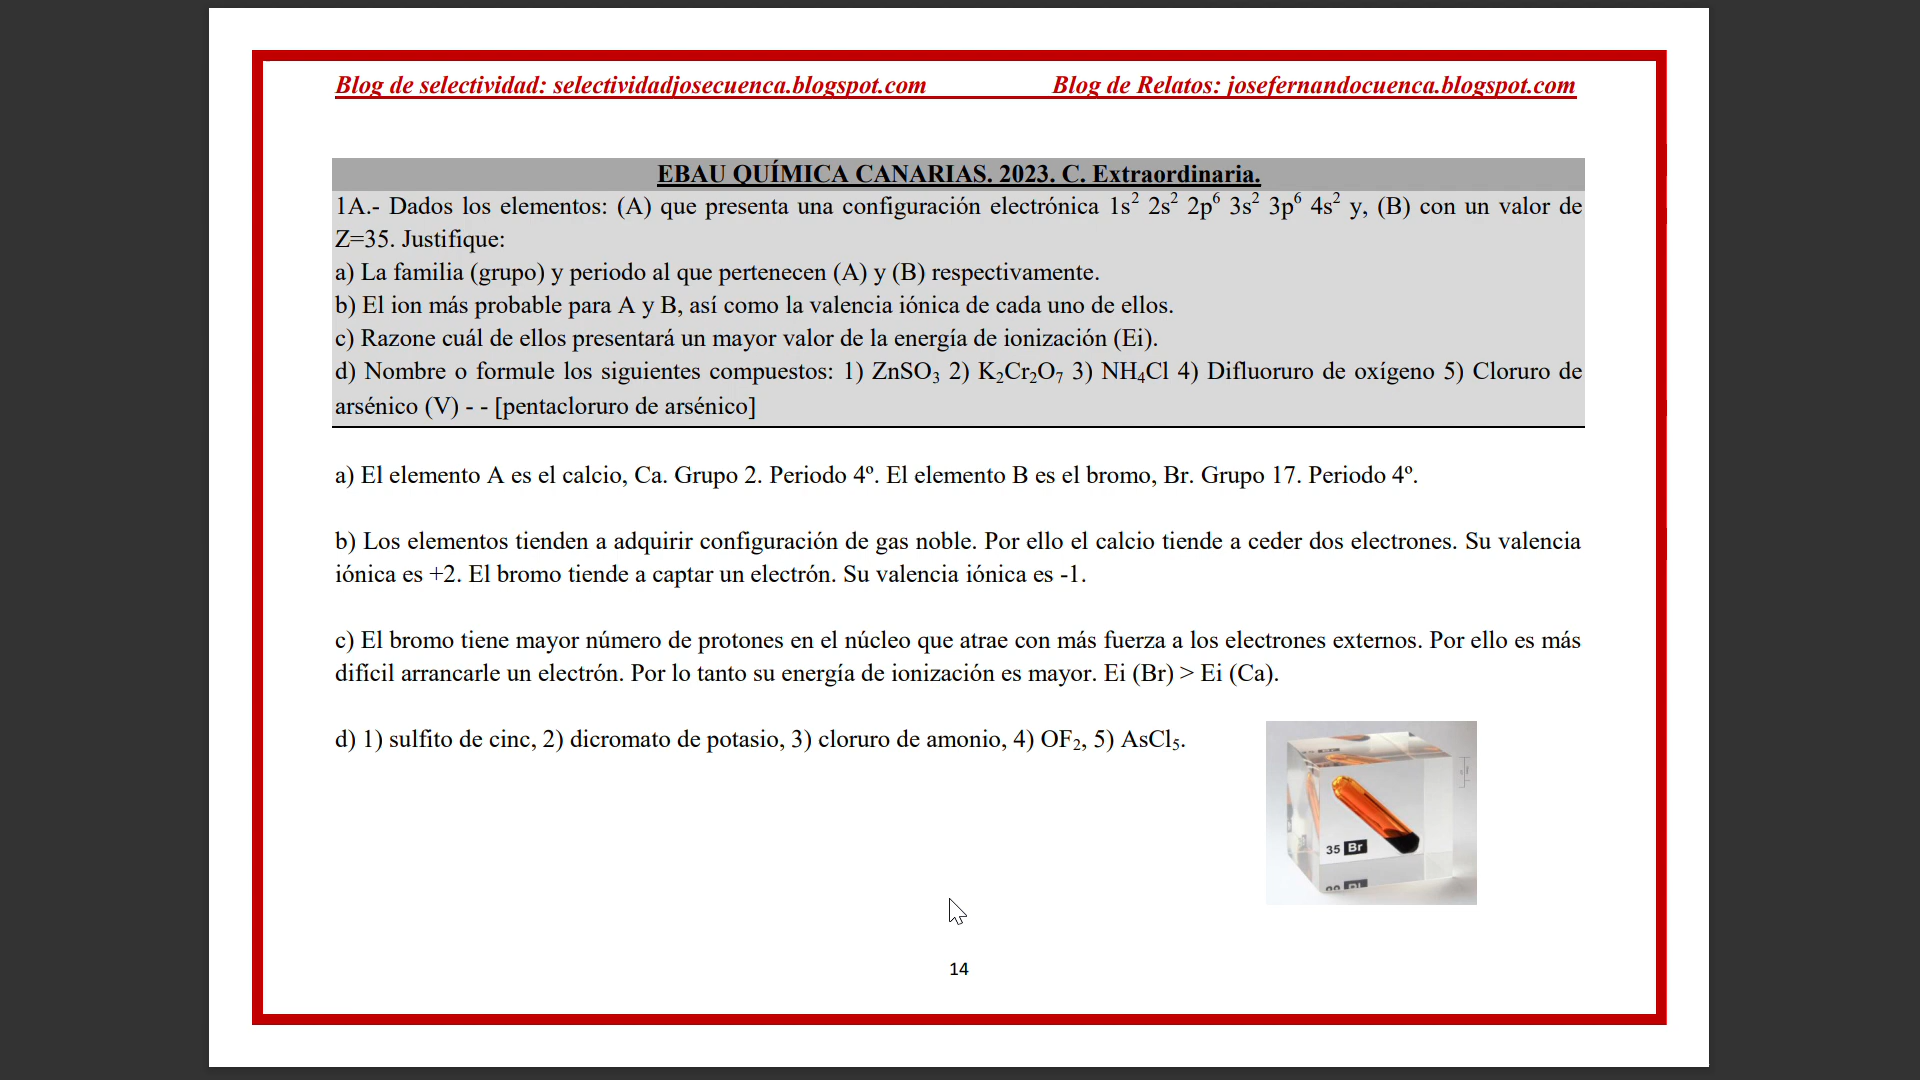 Blog de selectividad: selectividadjosecuenca.blogspot.com Blog de Relatos: josefernandocuenca.blogspot.com
EBAU QUÍMICA CANARIAS. 2023. C. Extraordinaria.
1A.- Dados los elementos: (A) que presenta una configuración electrónica 1s² 2s² 2p⁶ 3s² 3p⁶ 4s² y, (B) con un valor de
Z=35. Justifique:
a) La familia (grupo) y periodo al que pertenecen (A) y (B) respectivamente.
b) El ion más probable para A y B, así como la valencia iónica de cada uno de ellos.
c) Razone cuál de ellos presentará un mayor valor de la energía de ionización (Ei).
d) Nombre o formule los siguientes compuestos: 1) ZnSO₃ 2) K₂Cr₂O₇ 3) NH₄Cl 4) Difluoruro de oxígeno 5) Cloruro de
arsénico (V) - - [pentacloruro de arsénico]
a) El elemento A es el calcio, Ca. Grupo 2. Periodo 4º. El elemento B es el bromo, Br. Grupo 17. Periodo 4º.
b) Los elementos tienden a adquirir configuración de gas noble. Por ello el calcio tiende a ceder dos electrones. Su valencia
iónica es +2. El bromo tiende a captar un electrón. Su valencia iónica es -1.
c) El bromo tiene mayor número de protones en el núcleo que atrae con más fuerza a los electrones externos. Por ello es más
difícil arrancarle un electrón. Por lo tanto su energía de ionización es mayor. Ei (Br) > Ei (Ca).
d) 1) sulfito de cinc, 2) dicromato de potasio, 3) cloruro de amonio, 4) OF₂, 5) AsCl₅.
35 Br
14